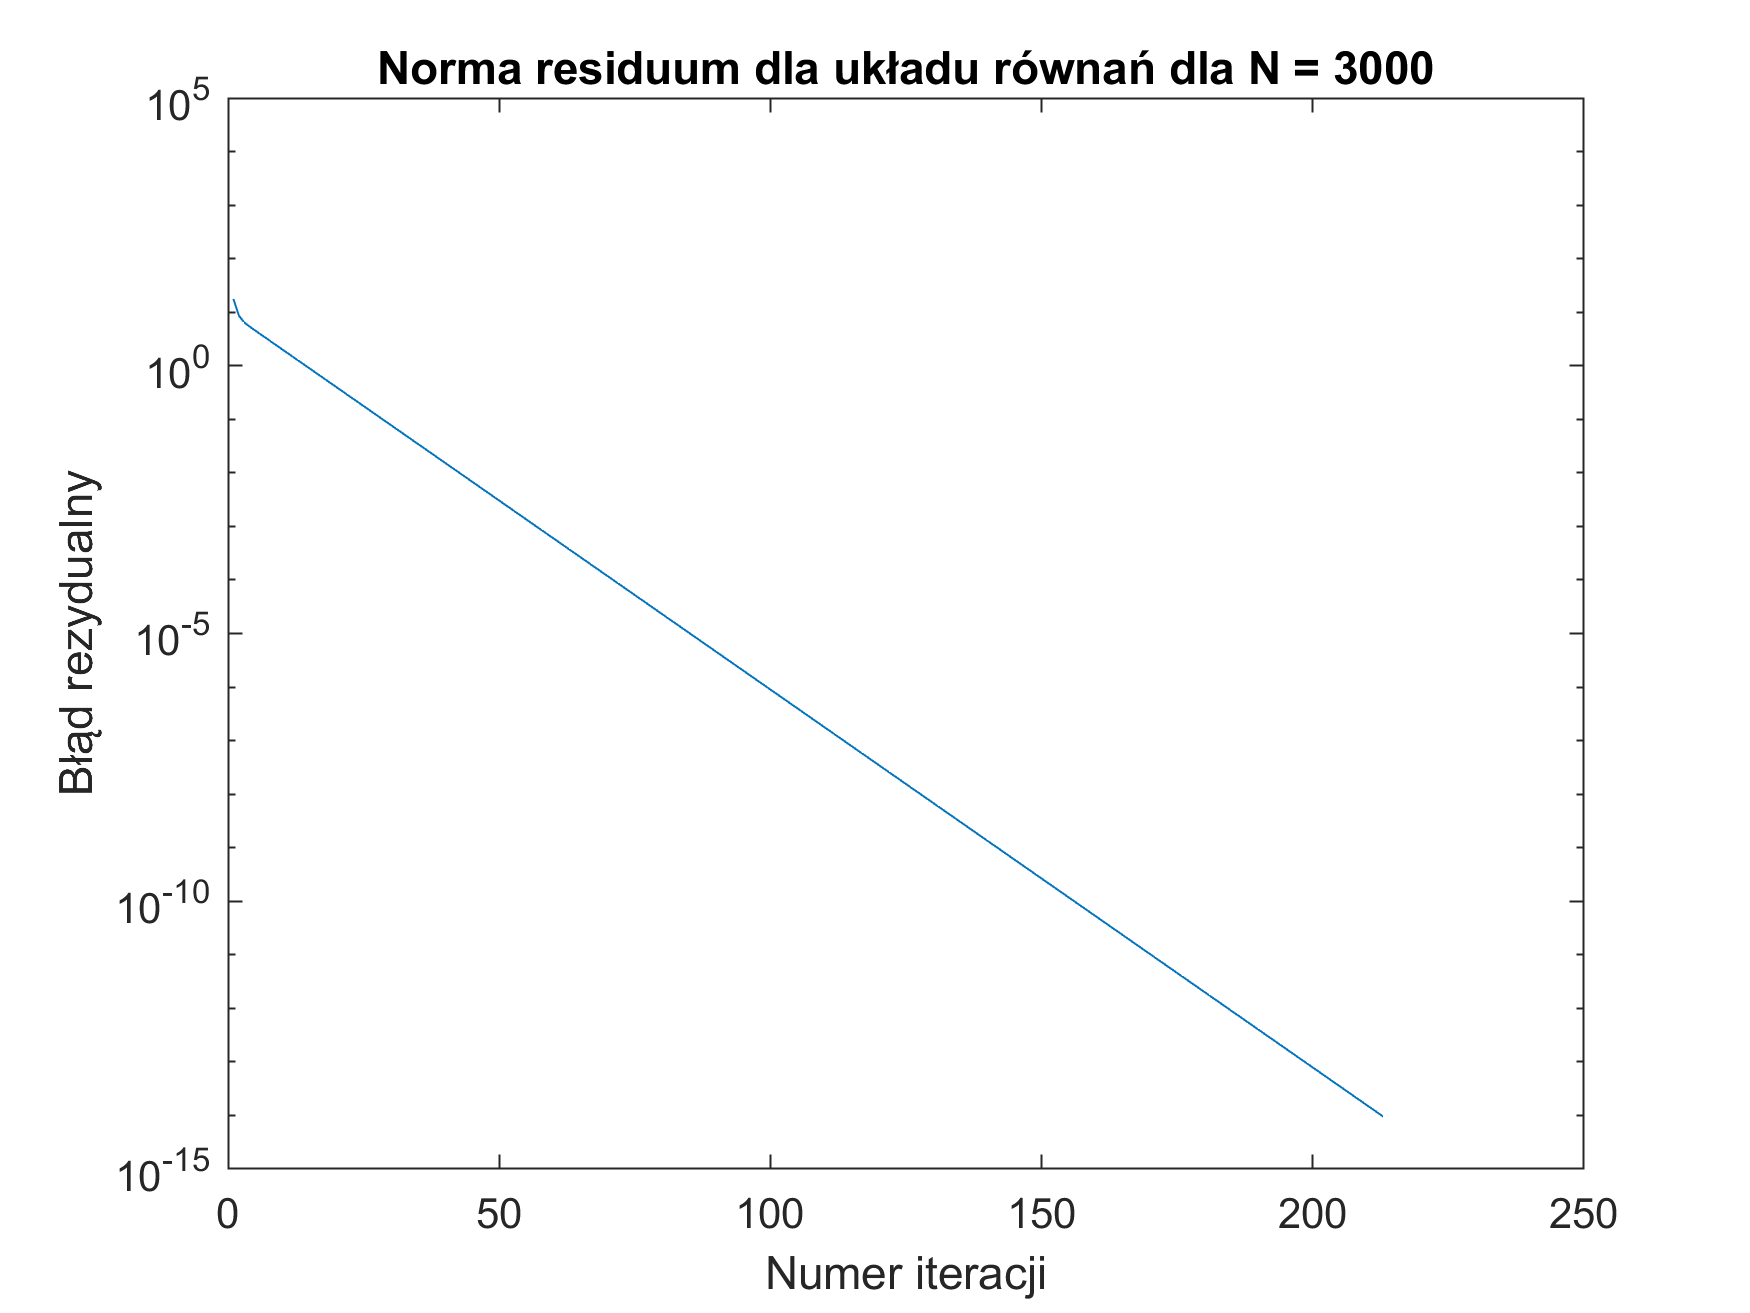 Norma residuum dla układu równań dla N = 3000
10^5
10^0
10^-5
10^-10
10^-15
Błąd rezydualny
0 50 100 150 200 250
Numer iteracji